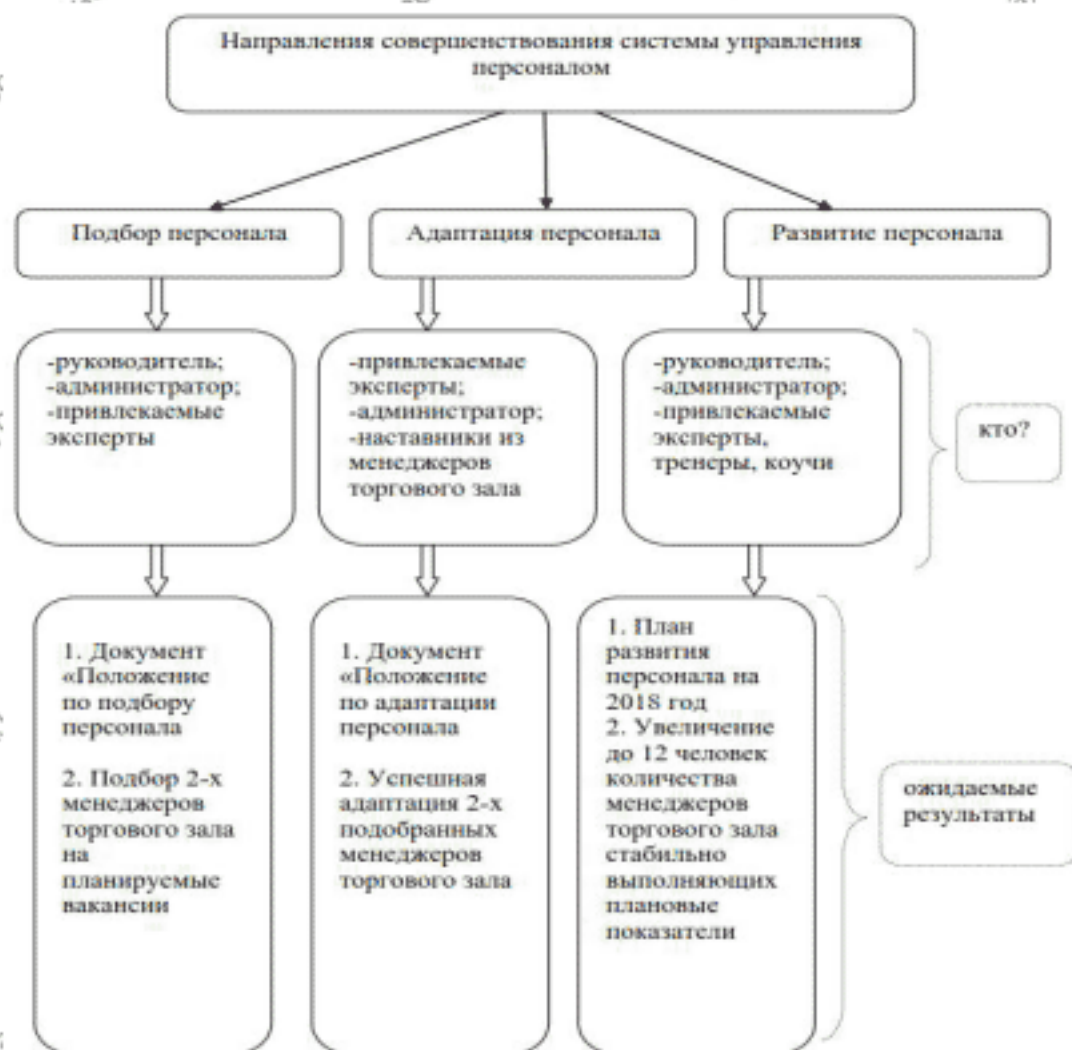 Направления совершенствования системы управления
персоналом
Подбор персонала
Адаптация персонала
Развитие персонала
-руководитель;
-администратор;
-привлекаемые
эксперты
-привлекаемые
эксперты;
-администратор;
-наставники из
менеджеров
торгового зала
-руководитель;
-администратор;
-привлекаемые
эксперты,
тренеры, коучи
кто?
1. Документ
«Положение
по подбору
персонала
2. Подбор 2-х
менеджеров
торгового зала
на
планируемые
вакансии
1. Документ
«Положение
по адаптации
персонала
2. Успешная
адаптация 2-х
подобранных
менеджеров
торгового зала
1. План
развития
персонала на
2018 год
2. Увеличение
до 12 человек
количества
менеджеров
торгового зала
стабильно
выполняющих
плановые
показатели
ожидаемые
результаты